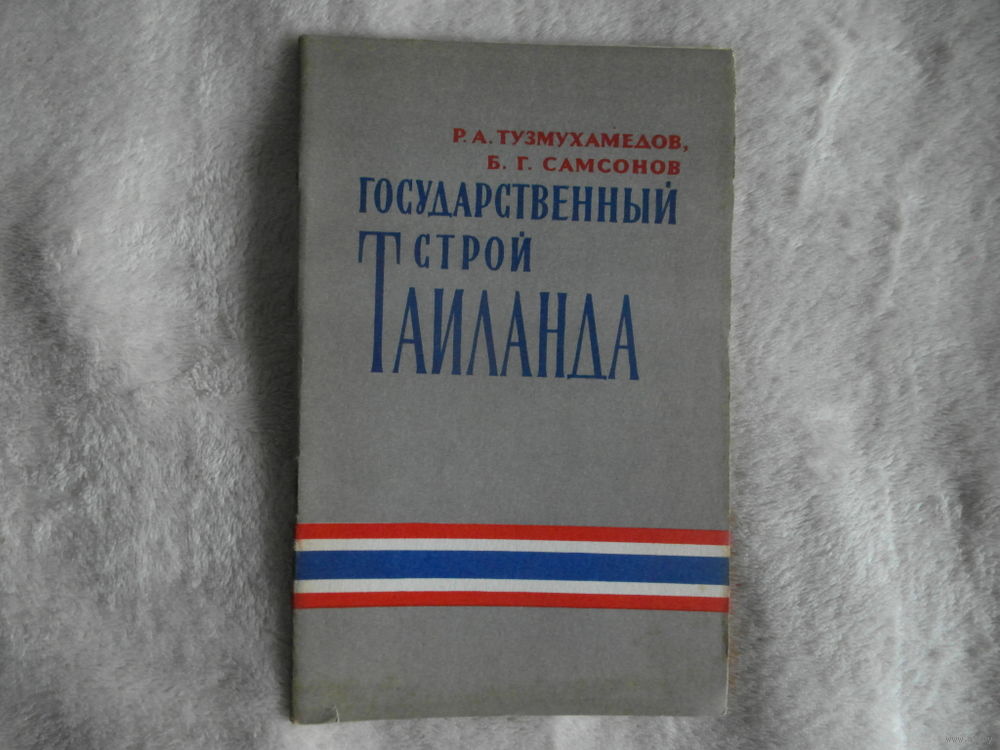 Р. А. ТУЗМУХАМЕДОВ,
Б. Г. САМСОНОВ
ГОСУДАРСТВЕННЫЙ
СТРОЙ
ТАИЛАНДА